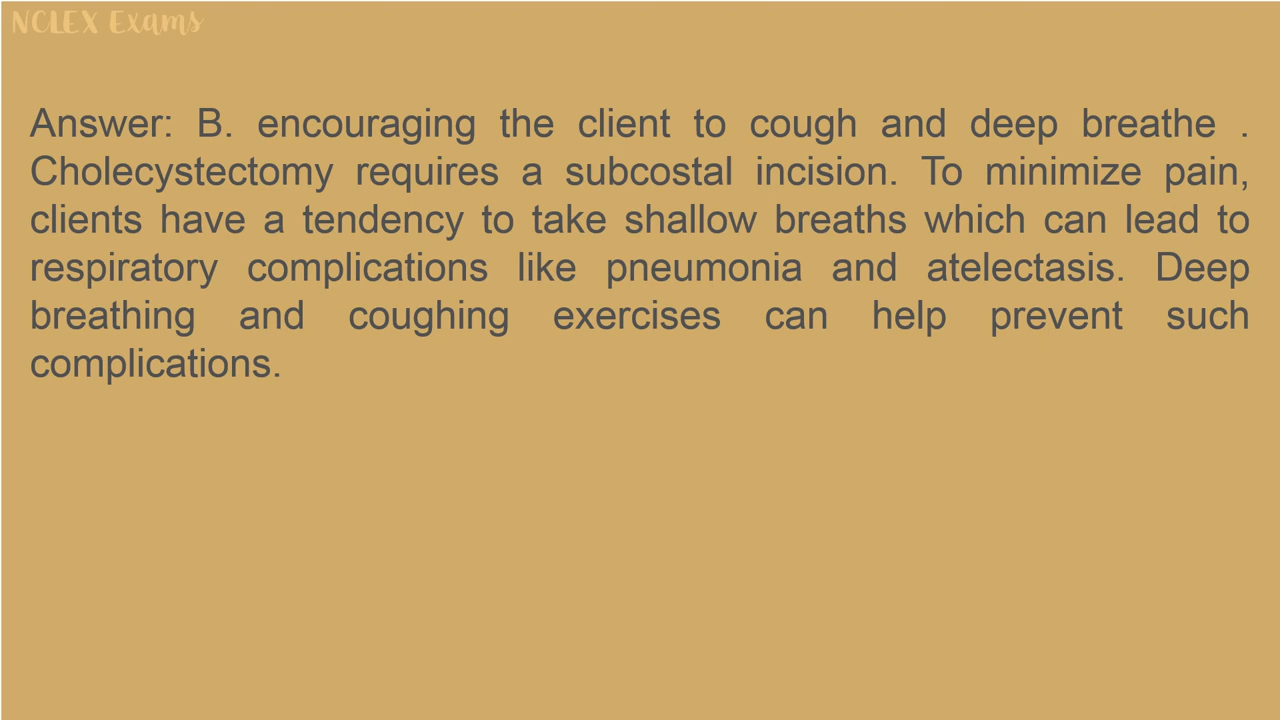 NCLEX Exams
Answer: B. encouraging the client to cough and deep breathe .
Cholecystectomy requires a subcostal incision. To minimize pain,
clients have a tendency to take shallow breaths which can lead to
respiratory complications like pneumonia and atelectasis. Deep
breathing and coughing exercises can help prevent such
complications.